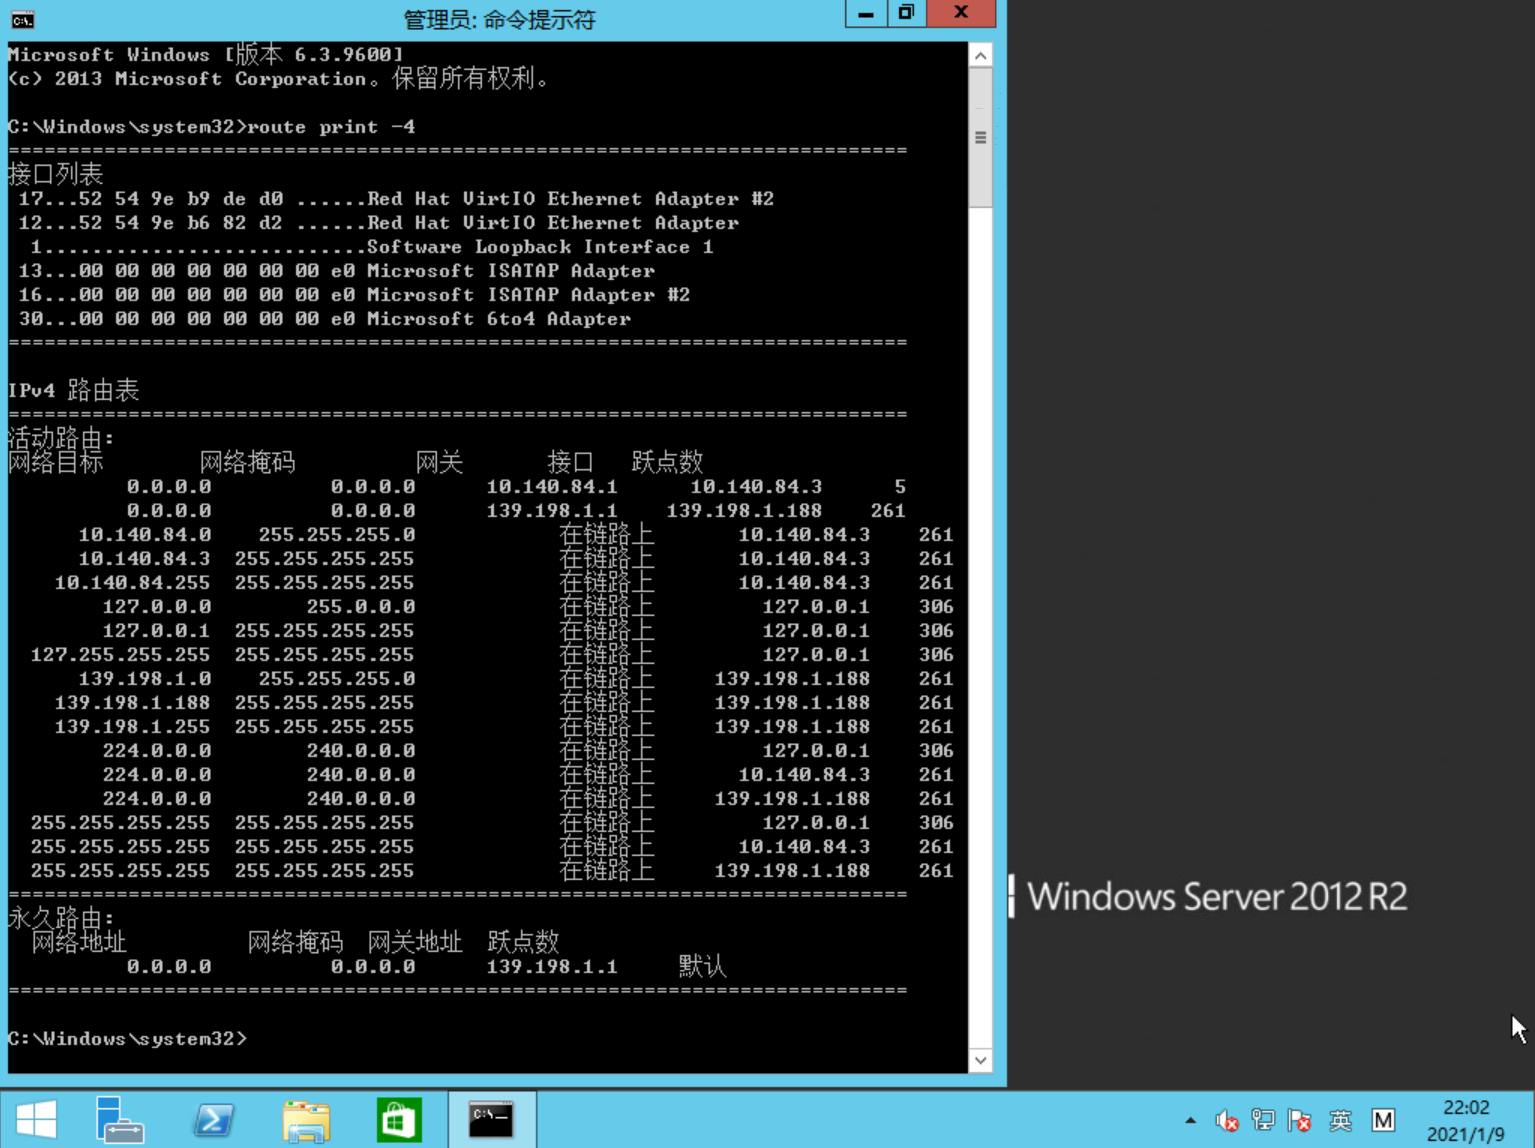 管理员: 命令提示符
Microsoft Windows [版本 6.3.9600]
(c) 2013 Microsoft Corporation。保留所有权利。
C:\Windows\system32>route print -4
===========================================================================
接口列表
17...52 54 9e b9 de d0 ......Red Hat VirtIO Ethernet Adapter #2
12...52 54 9e b6 82 d2 ......Red Hat VirtIO Ethernet Adapter
1...........................Software Loopback Interface 1
13...00 00 00 00 00 00 00 e0 Microsoft ISATAP Adapter
16...00 00 00 00 00 00 00 e0 Microsoft ISATAP Adapter #2
30...00 00 00 00 00 00 00 e0 Microsoft 6to4 Adapter
===========================================================================
IPv4 路由表
===========================================================================
活动路由:
网络目标 网络掩码 网关 接口 跃点数
0.0.0.0 0.0.0.0 10.140.84.1 10.140.84.3 5
0.0.0.0 0.0.0.0 139.198.1.1 139.198.1.188 261
10.140.84.0 255.255.255.0 在链路上 10.140.84.3 261
10.140.84.3 255.255.255.255 在链路上 10.140.84.3 261
10.140.84.255 255.255.255.255 在链路上 10.140.84.3 261
127.0.0.0 255.0.0.0 在链路上 127.0.0.1 306
127.0.0.1 255.255.255.255 在链路上 127.0.0.1 306
127.255.255.255 255.255.255.255 在链路上 127.0.0.1 306
139.198.1.0 255.255.255.0 在链路上 139.198.1.188 261
139.198.1.188 255.255.255.255 在链路上 139.198.1.188 261
139.198.1.255 255.255.255.255 在链路上 139.198.1.188 261
224.0.0.0 240.0.0.0 在链路上 127.0.0.1 306
224.0.0.0 240.0.0.0 在链路上 10.140.84.3 261
224.0.0.0 240.0.0.0 在链路上 139.198.1.188 261
255.255.255.255 255.255.255.255 在链路上 127.0.0.1 306
255.255.255.255 255.255.255.255 在链路上 10.140.84.3 261
255.255.255.255 255.255.255.255 在链路上 139.198.1.188 261
===========================================================================
永久路由:
网络地址 网络掩码 网关地址 跃点数
0.0.0.0 0.0.0.0 139.198.1.1 默认
===========================================================================
C:\Windows\system32>
Windows Server 2012 R2
英 M 22:02
2021/1/9